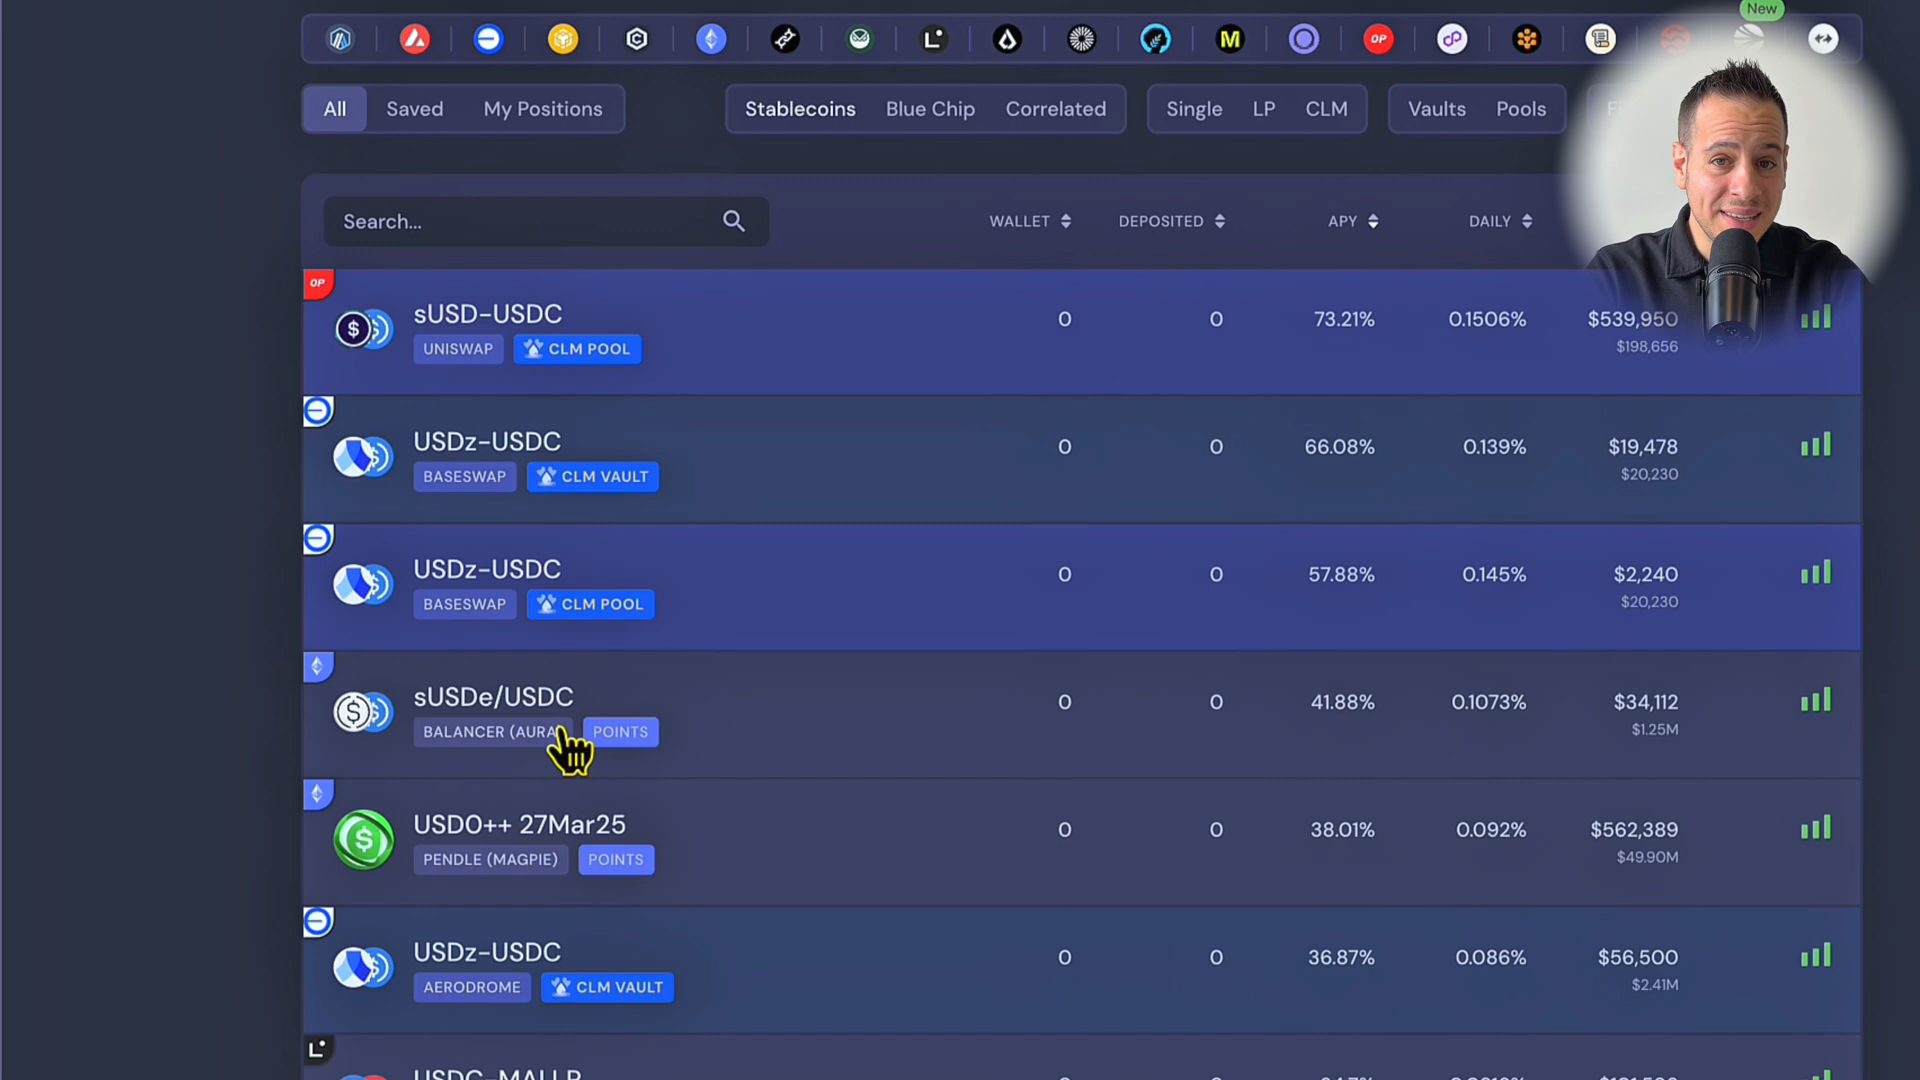 New
OP
M
All Saved My Positions Stablecoins Blue Chip Correlated Single LP CLM Vaults Pools
Search... WALLET DEPOSITED APY DAILY
OP
sUSD-USDC 0 0 73.21% 0.1506% $539,950
UNISWAP CLM POOL $198,656
USDz-USDC 0 0 66.08% 0.139% $19,478
BASESWAP CLM VAULT $20,230
USDz-USDC 0 0 57.88% 0.145% $2,240
BASESWAP CLM POOL $20,230
sUSDe/USDC 0 0 41.88% 0.1073% $34,112
BALANCER (AURA) POINTS $1.25M
USD0++ 27Mar25 0 0 38.01% 0.092% $562,389
PENDLE (MAGPIE) POINTS $49.90M
USDz-USDC 0 0 36.87% 0.086% $56,500
AERODROME CLM VAULT $2.41M